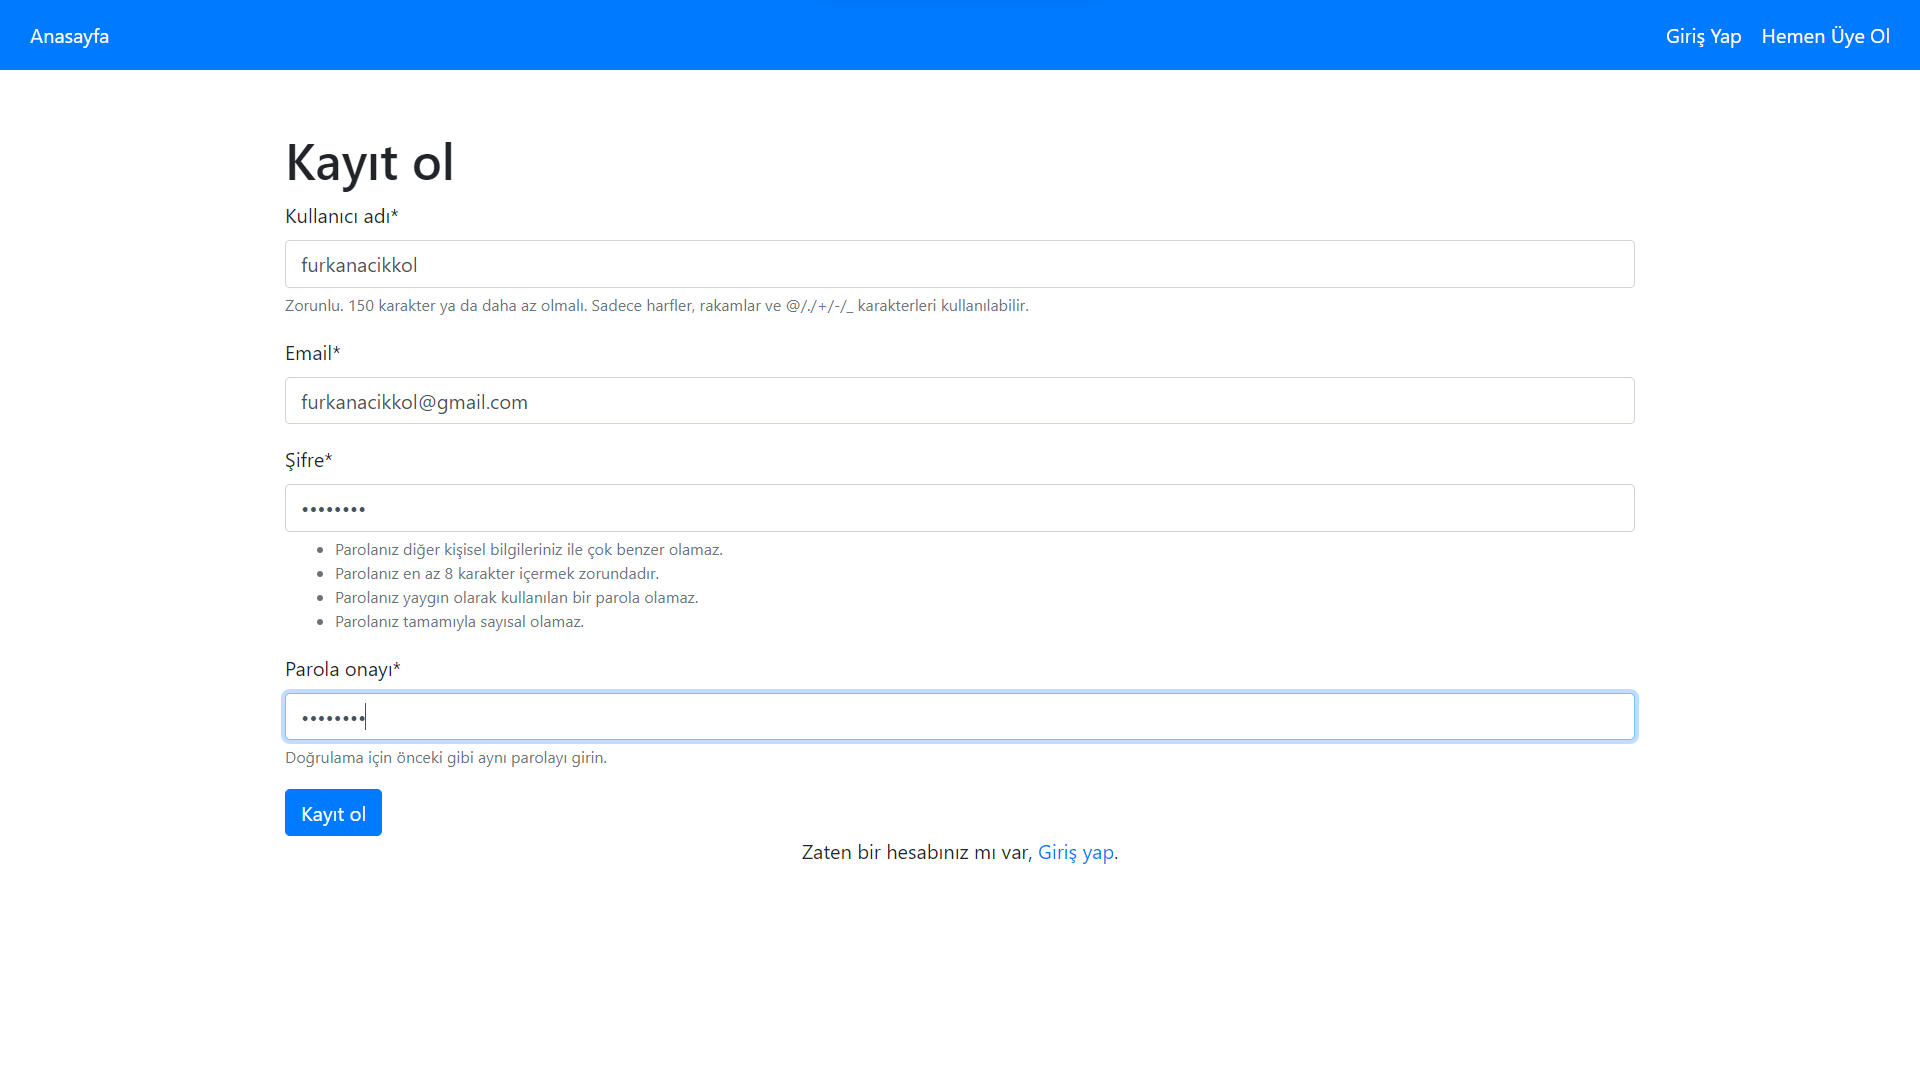 Anasayfa
Giriş Yap
Hemen Üye Ol
Kayıt ol
Kullanıcı adı*
furkanacikkol
Zorunlu. 150 karakter ya da daha az olmalı. Sadece harfler, rakamlar ve @/./+/-/_ karakterleri kullanılabilir.
Email*
furkanacikkol@gmail.com
Şifre*
••••••••
• Parolanız diğer kişisel bilgileriniz ile çok benzer olamaz.
• Parolanız en az 8 karakter içermek zorundadır.
• Parolanız yaygın olarak kullanılan bir parola olamaz.
• Parolanız tamamıyla sayısal olamaz.
Parola onayı*
••••••••
Doğrulama için önceki gibi aynı parolayı girin.
Kayıt ol
Zaten bir hesabınız mı var, Giriş yap.